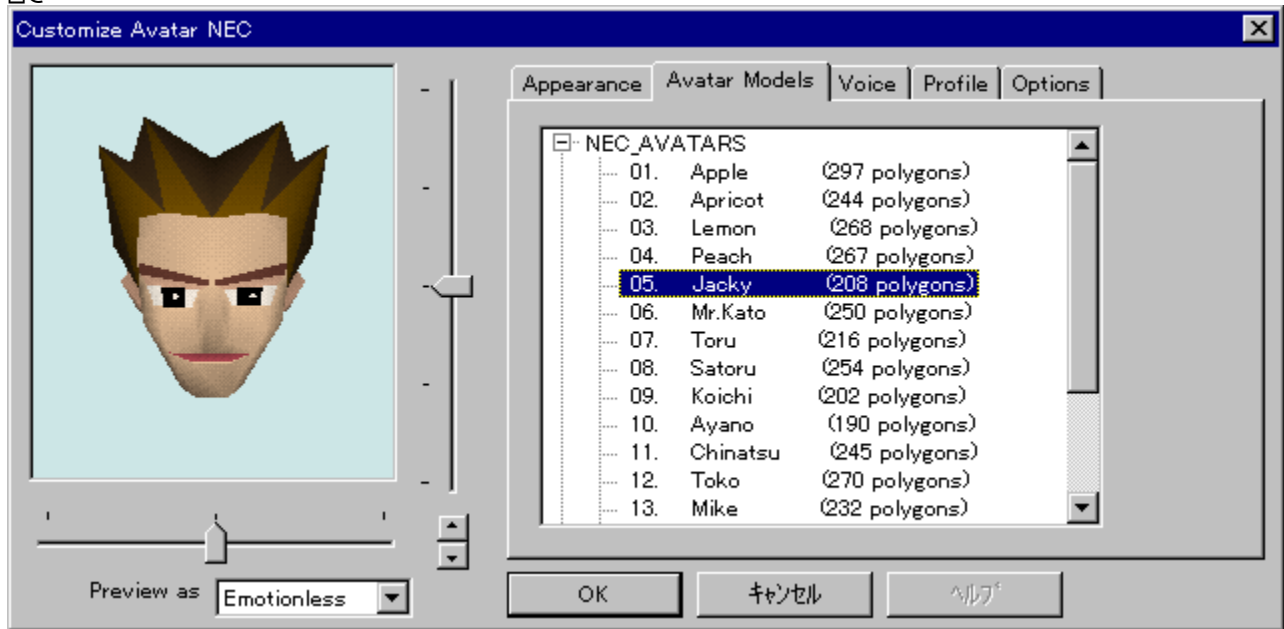 Customize Avatar NEC
Appearance Avatar Models Voice Profile Options
NEC_AVATARS
01. Apple (297 polygons)
02. Apricot (244 polygons)
03. Lemon (268 polygons)
04. Peach (267 polygons)
05. Jacky (208 polygons)
06. Mr.Kato (250 polygons)
07. Toru (216 polygons)
08. Satoru (254 polygons)
09. Koichi (202 polygons)
10. Ayano (190 polygons)
11. Chinatsu (245 polygons)
12. Toko (270 polygons)
13. Mike (232 polygons)
Preview as Emotionless
OK ｷｬﾝｾﾙ ﾍﾙﾌﾟ